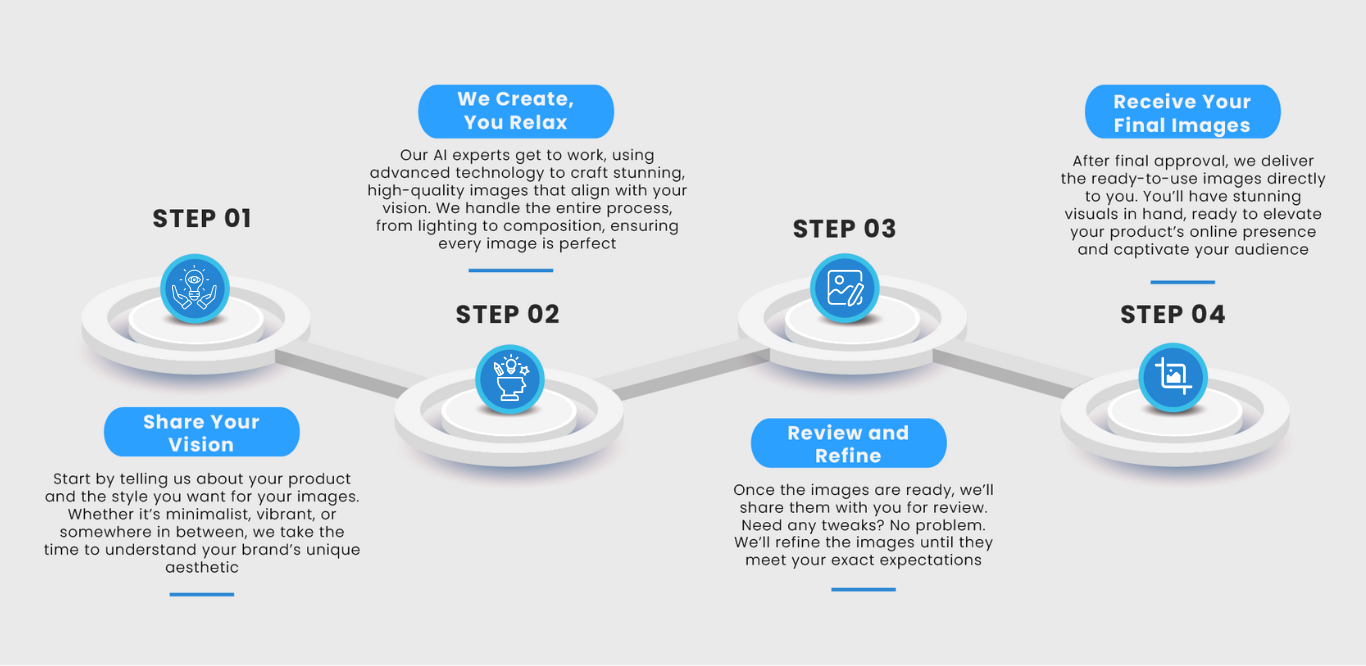 STEP 01
Share Your
Vision
Start by telling us about your product
and the style you want for your images.
Whether it’s minimalist, vibrant, or
somewhere in between, we take the
time to understand your brand’s unique
aesthetic
We Create,
You Relax
Our AI experts get to work, using
advanced technology to craft stunning,
high-quality images that align with your
vision. We handle the entire process,
from lighting to composition, ensuring
every image is perfect
STEP 02
STEP 03
Review and
Refine
Once the images are ready, we’ll
share them with you for review.
Need any tweaks? No problem.
We’ll refine the images until they
meet your exact expectations
Receive Your
Final Images
After final approval, we deliver
the ready-to-use images directly
to you. You’ll have stunning
visuals in hand, ready to elevate
your product’s online presence
and captivate your audience
STEP 04